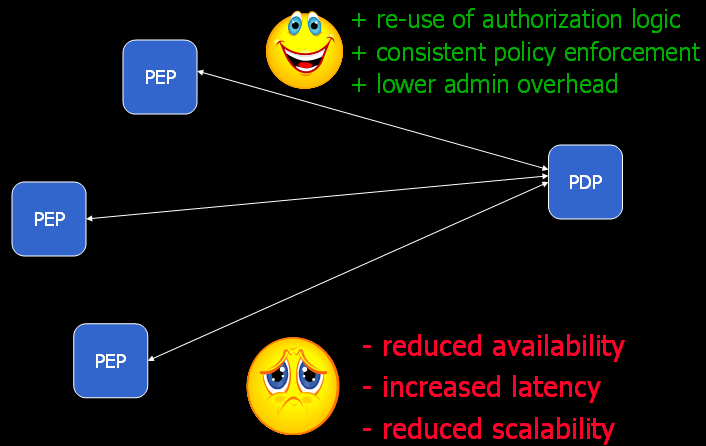 + re-use of authorization logic
+ consistent policy enforcement
+ lower admin overhead
PEP
PDP
PEP
PEP
- reduced availability
- increased latency
- reduced scalability